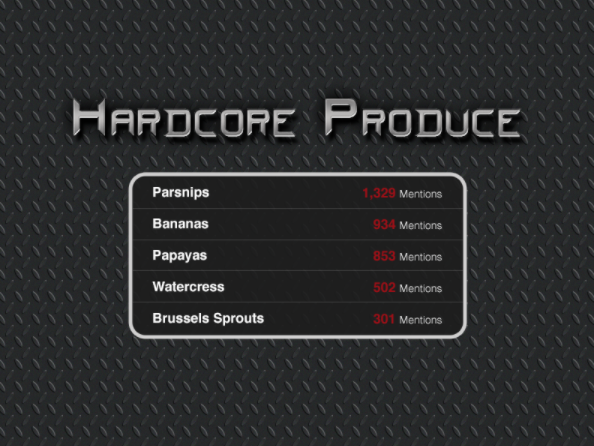 Hardcore Produce
Parsnips 1,329 Mentions
Bananas 934 Mentions
Papayas 853 Mentions
Watercress 502 Mentions
Brussels Sprouts 301 Mentions